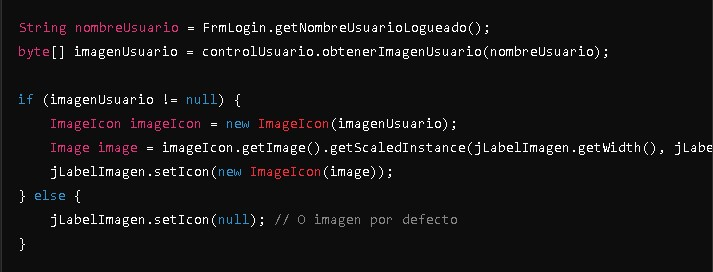 String nombreUsuario = FrmLogin.getNombreUsuarioLogueado();
byte[] imagenUsuario = controlUsuario.obtenerImagenUsuario(nombreUsuario);
if (imagenUsuario != null) {
ImageIcon imageIcon = new ImageIcon(imagenUsuario);
Image image = imageIcon.getImage().getScaledInstance(jLabelImagen.getWidth(), jLabe
jLabelImagen.setIcon(new ImageIcon(image));
} else {
jLabelImagen.setIcon(null); // O imagen por defecto
}